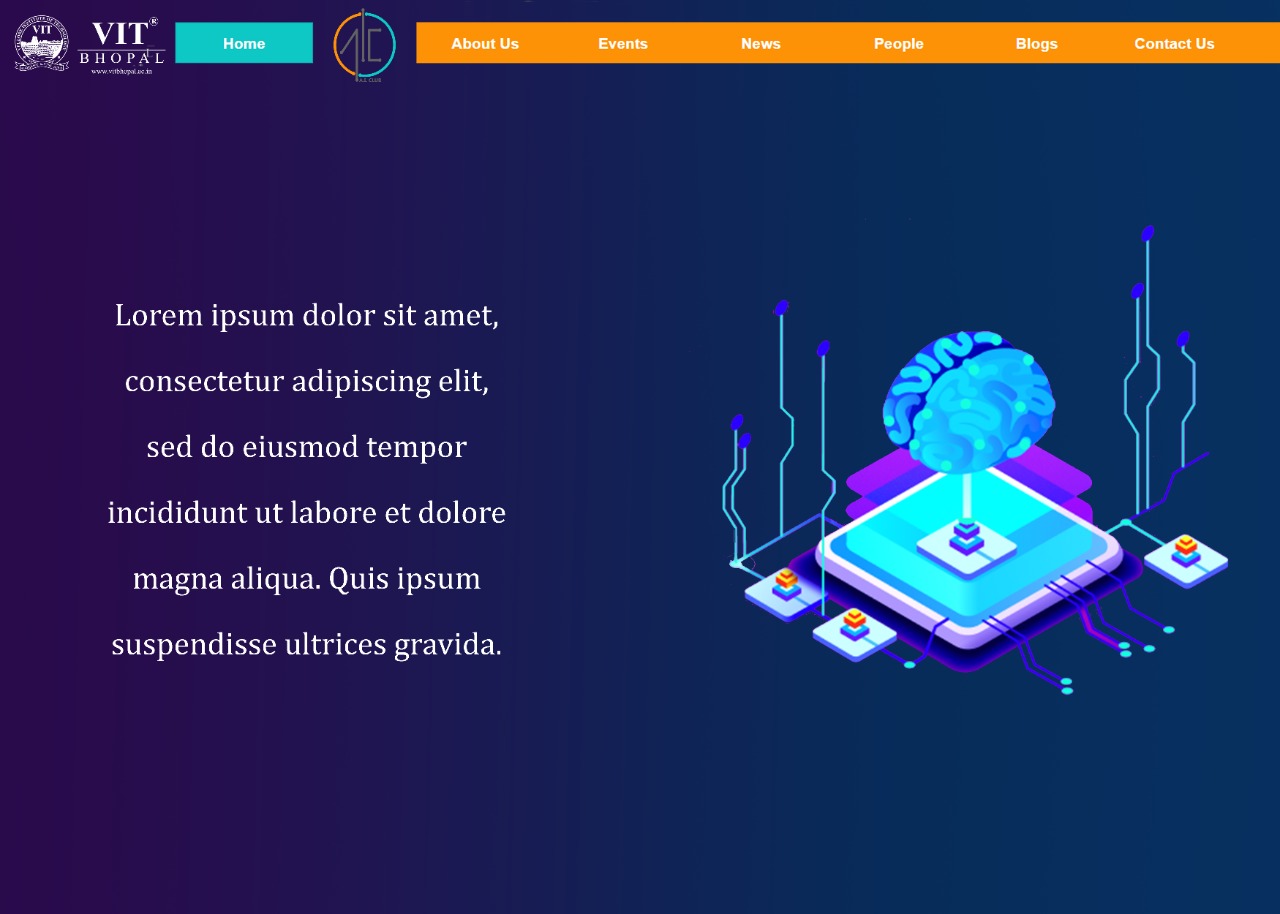 VIT
VIT®
BHOPAL
www.vitbhopal.ac.in
Home
AIC
A.I. CLUB
About Us
Events
News
People
Blogs
Contact Us
Lorem ipsum dolor sit amet,
consectetur adipiscing elit,
sed do eiusmod tempor
incididunt ut labore et dolore
magna aliqua. Quis ipsum
suspendisse ultrices gravida.